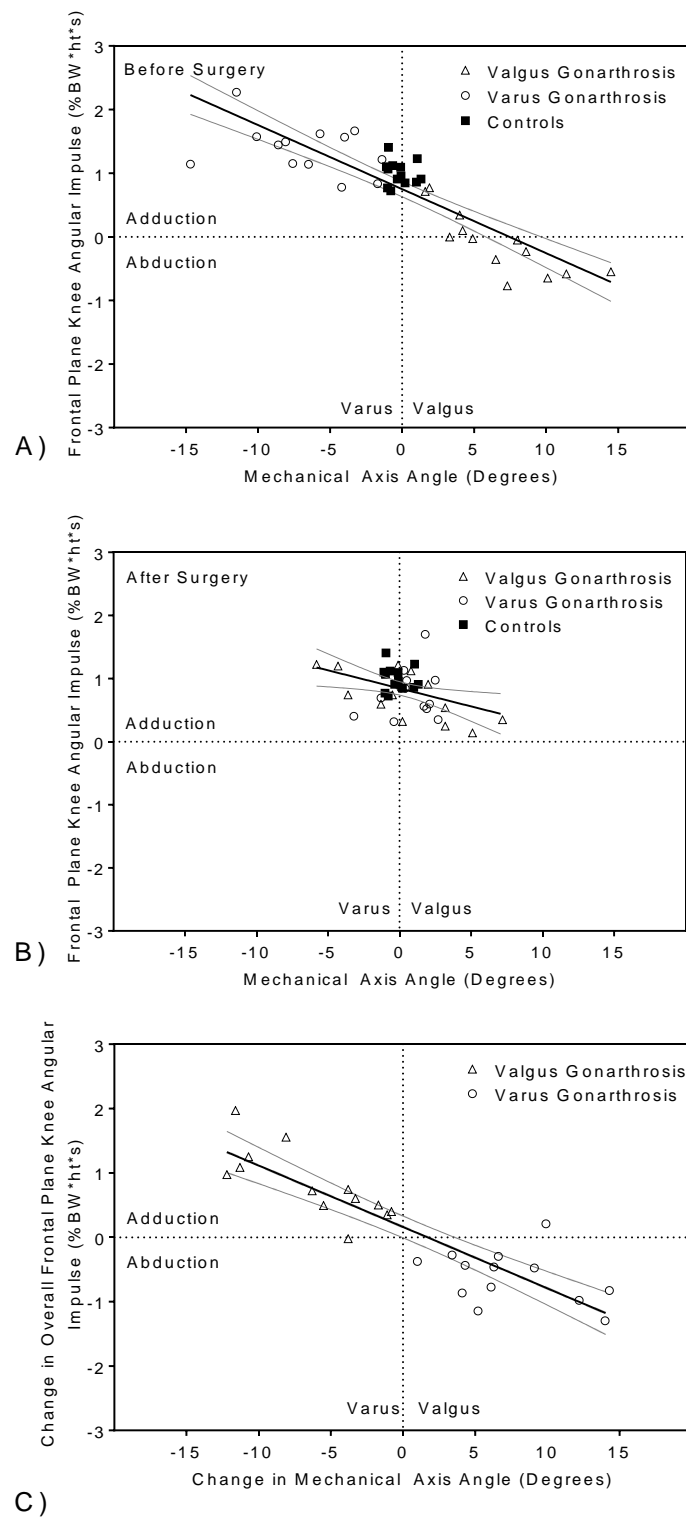 3
Before Surgery
Valgus Gonarthrosis
Varus Gonarthrosis
Controls
2
1
Adduction
0
Abduction
-1
-2
Varus Valgus
-3
-15 -10 -5 0 5 10 15
Mechanical Axis Angle (Degrees)
Frontal Plane Knee Angular Impulse (%BW*ht*s)
A)
3
After Surgery
Valgus Gonarthrosis
Varus Gonarthrosis
Controls
2
1
Adduction
0
Abduction
-1
-2
Varus Valgus
-3
-15 -10 -5 0 5 10 15
Mechanical Axis Angle (Degrees)
Frontal Plane Knee Angular Impulse (%BW*ht*s)
B)
3
Valgus Gonarthrosis
Varus Gonarthrosis
2
1
Adduction
0
Abduction
-1
-2
Varus Valgus
-3
-15 -10 -5 0 5 10 15
Change in Mechanical Axis Angle (Degrees)
Change in Overall Frontal Plane Knee Angular
Impulse (%BW*ht*s)
C)